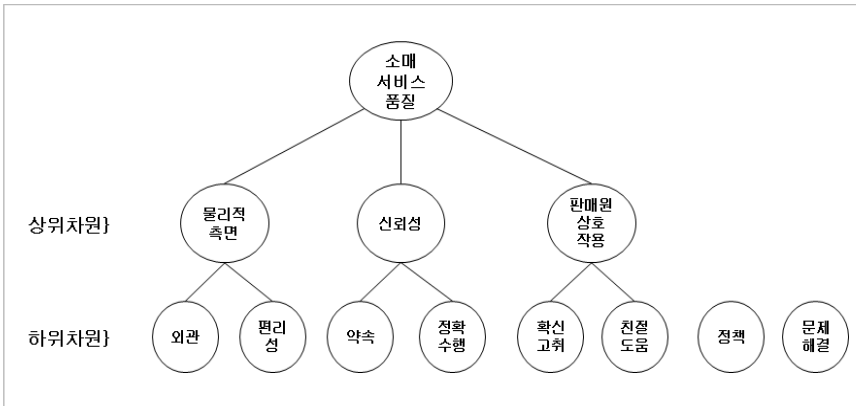 소매
서비스
품질
상위차원}
물리적
측면
신뢰성
판매원
상호
작용
하위차원}
외관
편리
성
약속
정확
수행
확신
고취
친절
도움
정책
문제
해결